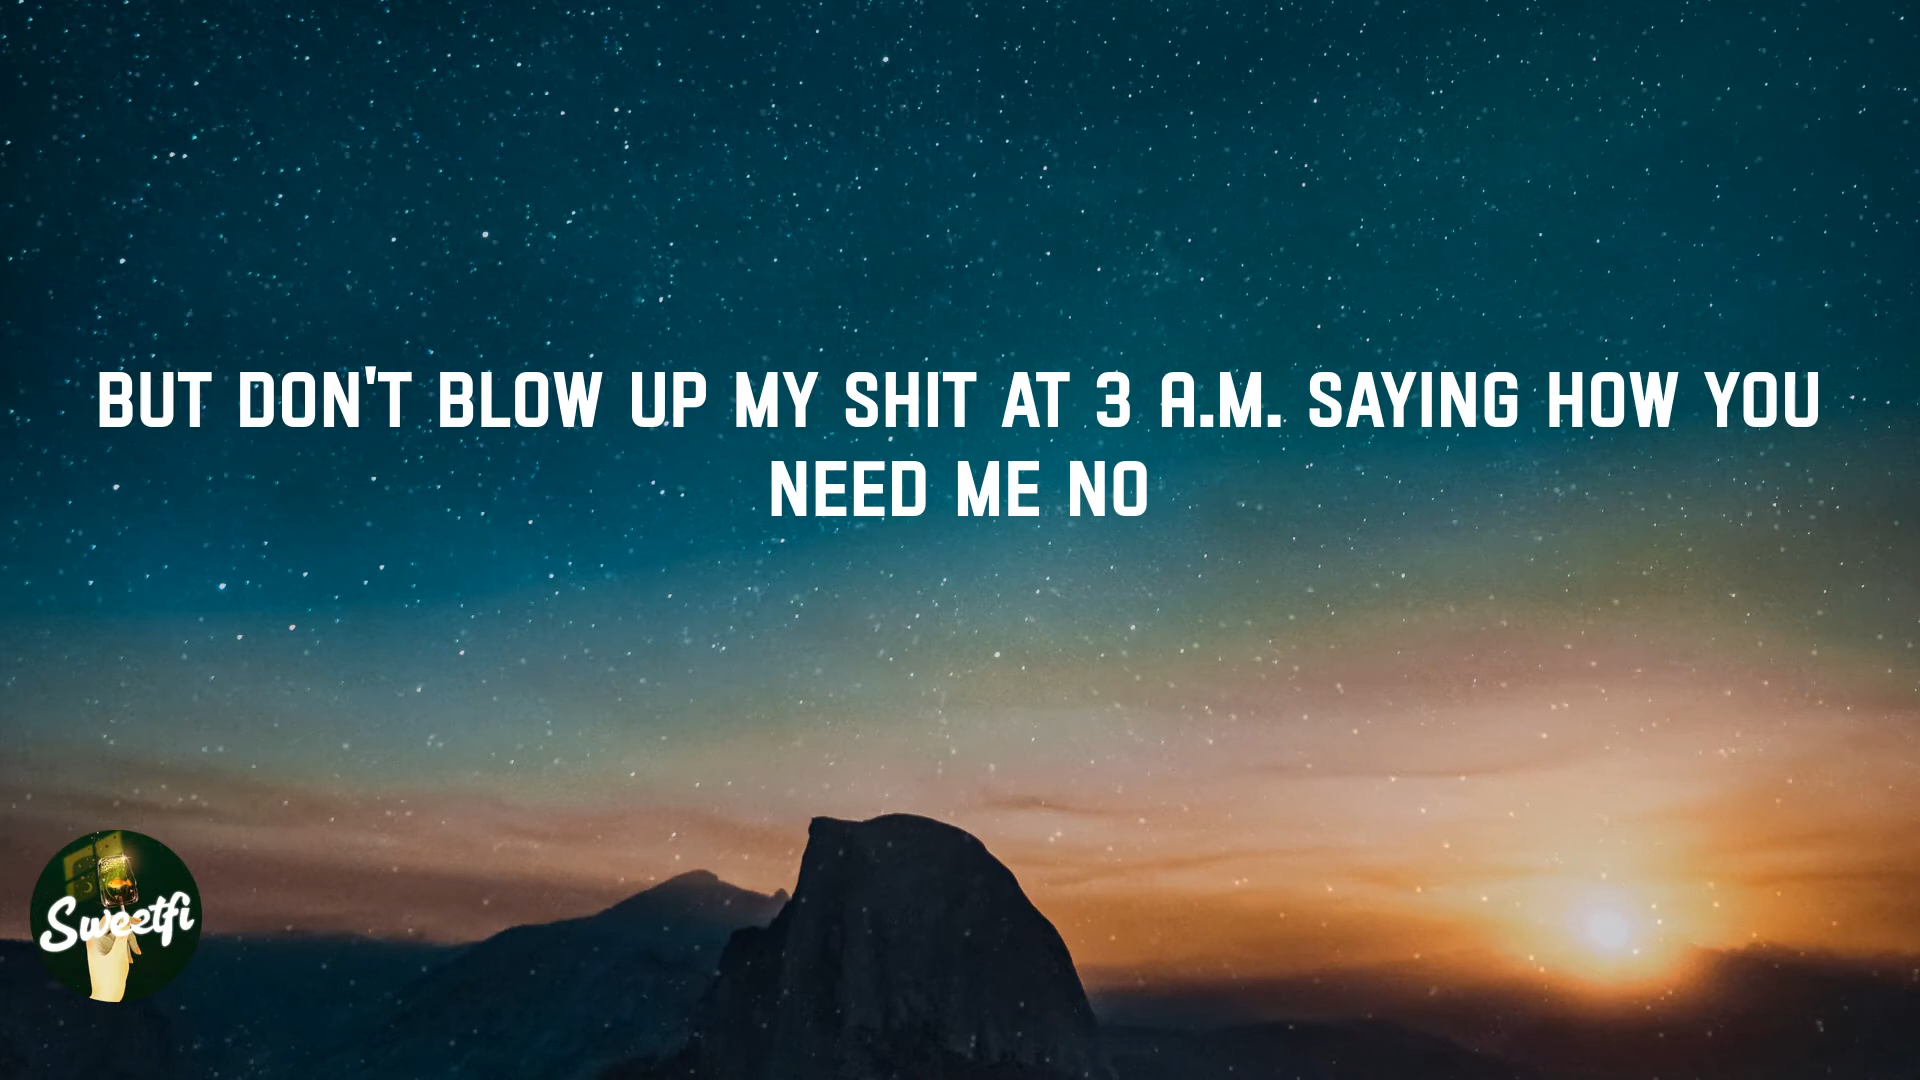 BUT DON'T BLOW UP MY SHIT AT 3 A.M. SAYING HOW YOU
NEED ME NO
Sweetfi